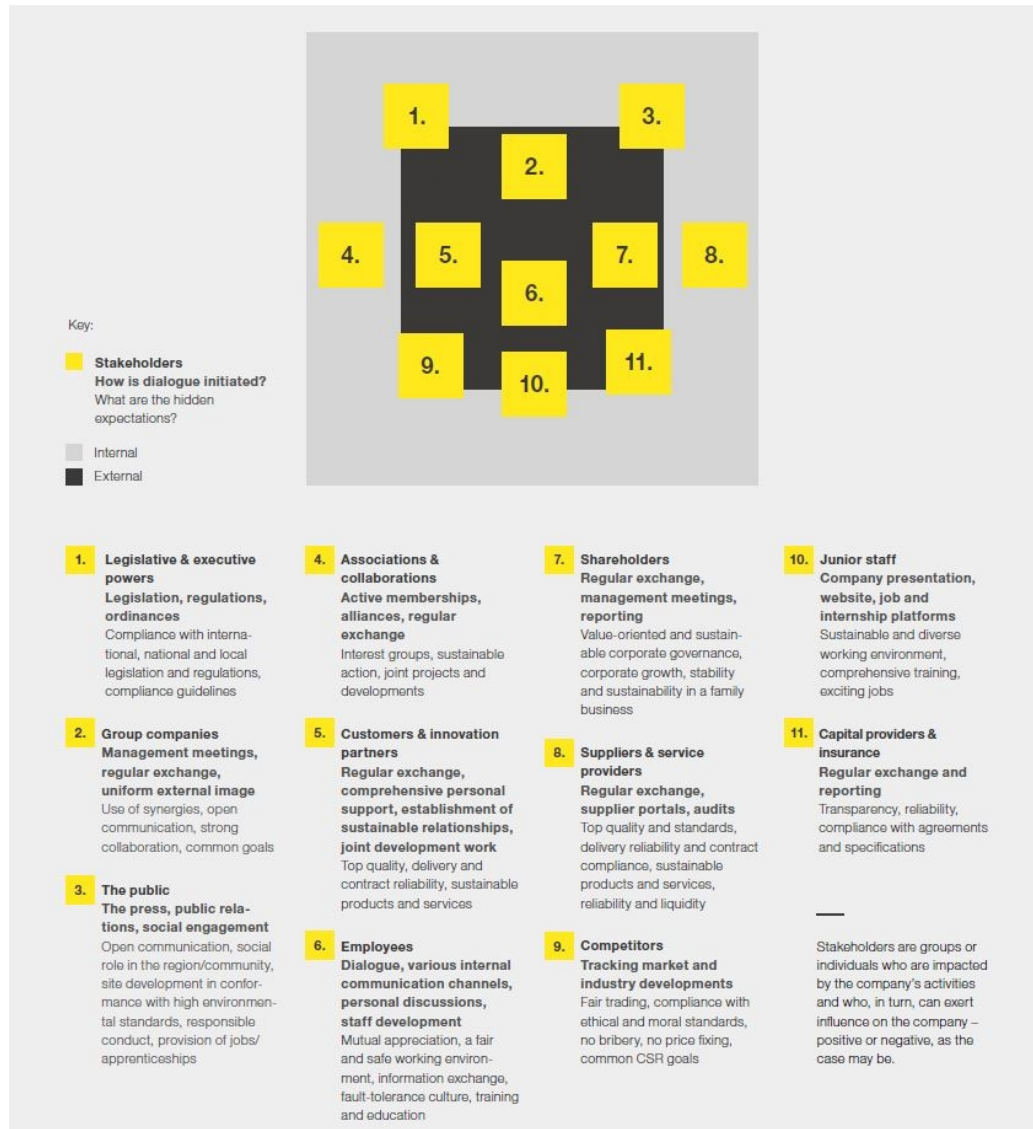 1.
3.
2.
4.
5.
7.
8.
6.
9.
10.
11.
Key:
Stakeholders
How is dialogue initiated?
What are the hidden
expectations?
Internal
External
1. Legislative & executive
powers
Legislation, regulations,
ordinances
Compliance with interna-
tional, national and local
legislation and regulations,
compliance guidelines
2. Group companies
Management meetings,
regular exchange,
uniform external image
Use of synergies, open
communication, strong
collaboration, common goals
3. The public
The press, public rela-
tions, social engagement
Open communication, social
role in the region/community,
site development in confor-
mance with high environmen-
tal standards, responsible
conduct, provision of jobs/
apprenticeships
4. Associations &
collaborations
Active memberships,
alliances, regular
exchange
Interest groups, sustainable
action, joint projects and
developments
5. Customers & innovation
partners
Regular exchange,
comprehensive personal
support, establishment of
sustainable relationships,
joint development work
Top quality, delivery and
contract reliability, sustainable
products and services
6. Employees
Dialogue, various internal
communication channels,
personal discussions,
staff development
Mutual appreciation, a fair
and safe working environ-
ment, information exchange,
fault-tolerance culture, training
and education
7. Shareholders
Regular exchange,
management meetings,
reporting
Value-oriented and sustain-
able corporate governance,
corporate growth, stability
and sustainability in a family
business
8. Suppliers & service
providers
Regular exchange,
supplier portals, audits
Top quality and standards,
delivery reliability and contract
compliance, sustainable
products and services,
reliability and liquidity
9. Competitors
Tracking market and
industry developments
Fair trading, compliance with
ethical and moral standards,
no bribery, no price fixing,
common CSR goals
10. Junior staff
Company presentation,
website, job and
internship platforms
Sustainable and diverse
working environment,
comprehensive training,
exciting jobs
11. Capital providers &
insurance
Regular exchange and
reporting
Transparency, reliability,
compliance with agreements
and specifications
Stakeholders are groups or
individuals who are impacted
by the company's activities
and who, in turn, can exert
influence on the company –
positive or negative, as the
case may be.